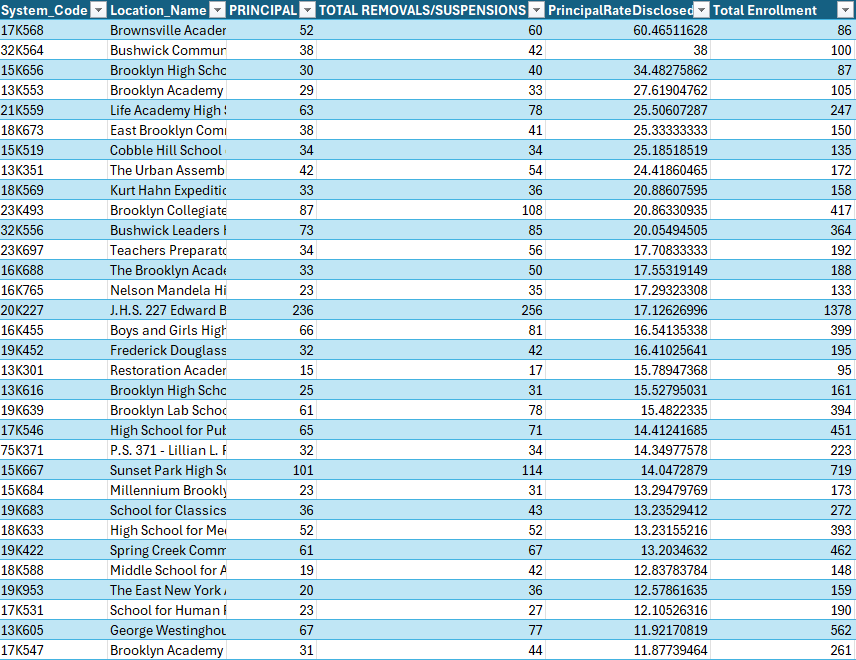 System_Code Location_Name PRINCIPAL TOTAL REMOVALS/SUSPENSIONS PrincipalRateDisclosed Total Enrollment
17K568 Brownsville Acader 52 60 60.46511628 86
32K564 Bushwick Commun 38 42 38 100
15K656 Brooklyn High Scho 30 40 34.48275862 87
13K553 Brooklyn Academy 29 33 27.61904762 105
21K559 Life Academy High S 63 78 25.50607287 247
18K673 East Brooklyn Com 38 41 25.33333333 150
15K519 Cobble Hill School 34 34 25.18518519 135
13K351 The Urban Assemb 42 54 24.41860465 172
18K569 Kurt Hahn Expeditic 33 36 20.88607595 158
23K493 Brooklyn Collegiate 87 108 20.86330935 417
32K556 Bushwick Leaders 73 85 20.05494505 364
23K697 Teachers Preparato 34 56 17.70833333 192
16K688 The Brooklyn Acade 33 50 17.55319149 188
16K765 Nelson Mandela Hi 23 35 17.29323308 133
20K227 J.H.S. 227 Edward B 236 256 17.12626996 1378
16K455 Boys and Girls High 66 81 16.54135338 399
19K452 Frederick Douglass 32 42 16.41025641 195
13K301 Restoration Acader 15 17 15.78947368 95
13K616 Brooklyn High Scho 25 31 15.52795031 161
19K639 Brooklyn Lab Schoo 61 78 15.4822335 394
17K546 High School for Pub 65 71 14.41241685 451
75K371 P.S. 371 - Lillian L. 32 34 14.34977578 223
15K667 Sunset Park High Sc 101 114 14.0472879 719
15K684 Millennium Brookly 23 31 13.29479769 173
19K683 School for Classics 36 43 13.23529412 272
18K633 High School for Med 52 52 13.23155216 393
19K422 Spring Creek Comm 61 67 13.2034632 462
18K588 Middle School for A 19 42 12.83783784 148
19K953 The East New York 20 36 12.57861635 159
17K531 School for Human 23 27 12.10526316 190
13K605 George Westinghou 67 77 11.92170819 562
17K547 Brooklyn Academy 31 44 11.87739464 261